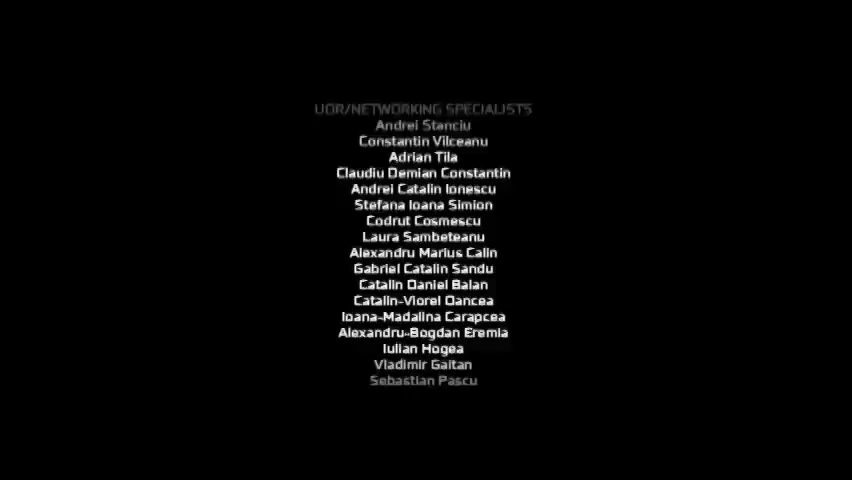 UOR/NETWORKING SPECIALISTS
Andrei Stanciu
Constantin Vilceanu
Adrian Tila
Claudiu Demian Constantin
Andrei Catalin Ionescu
Stefana Ioana Simion
Codrut Cosmescu
Laura Sambeteanu
Alexandru Marius Calin
Gabriel Catalin Sandu
Catalin Daniel Balan
Catalin-Viorel Dancea
Ioana-Madalina Carapcea
Alexandru-Bogdan Eremia
Iulian Hogea
Vladimir Gaitan
Sebastian Pascu